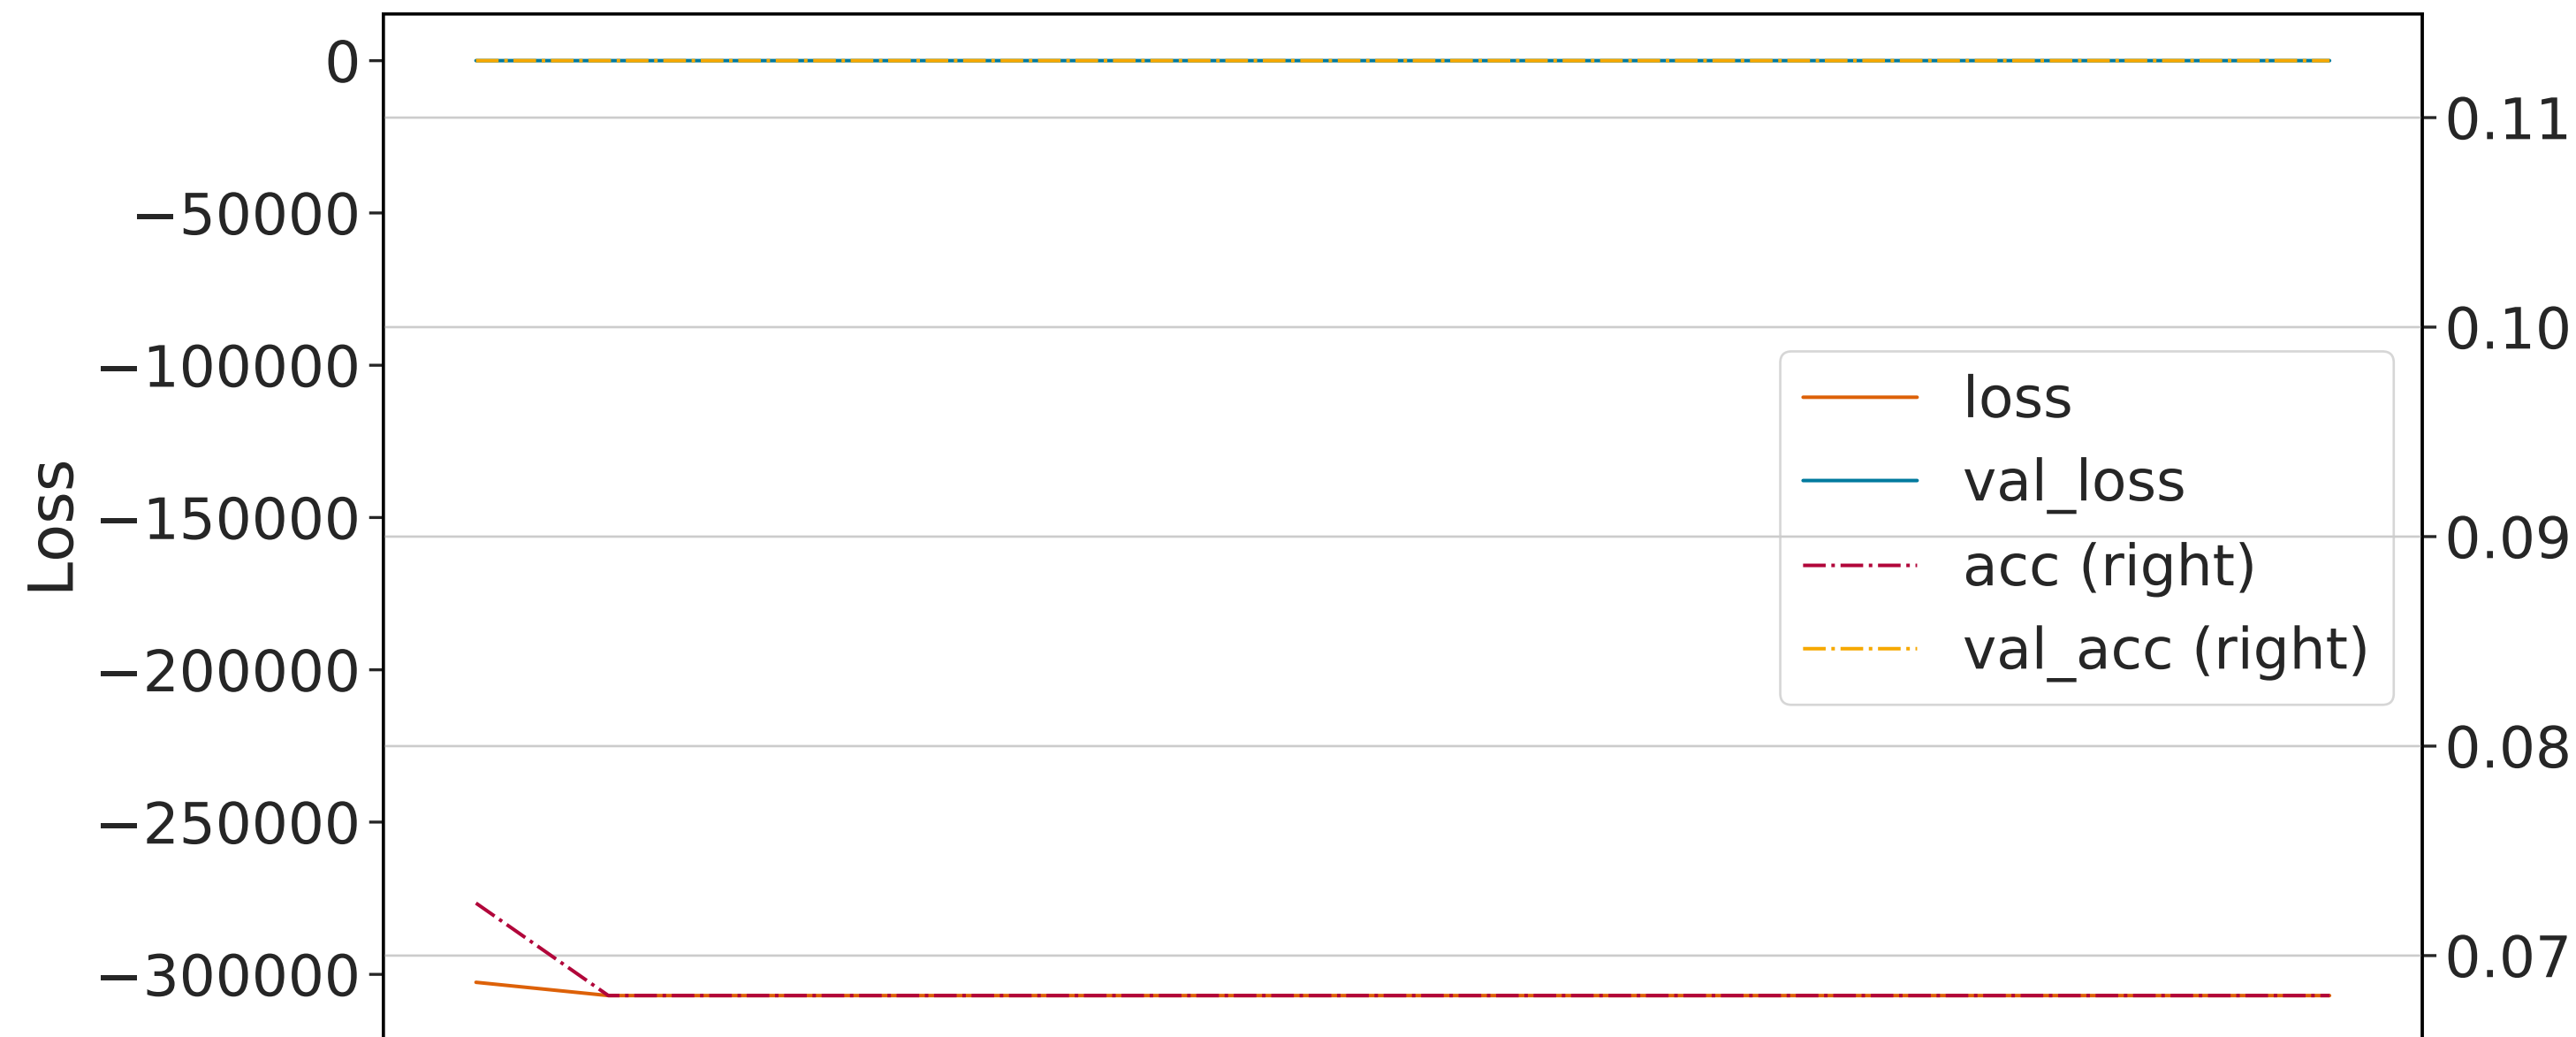 0
−50000
−100000
−150000
−200000
−250000
−300000
Loss
0.11
0.10
0.09
0.08
0.07
loss
val_loss
acc (right)
val_acc (right)